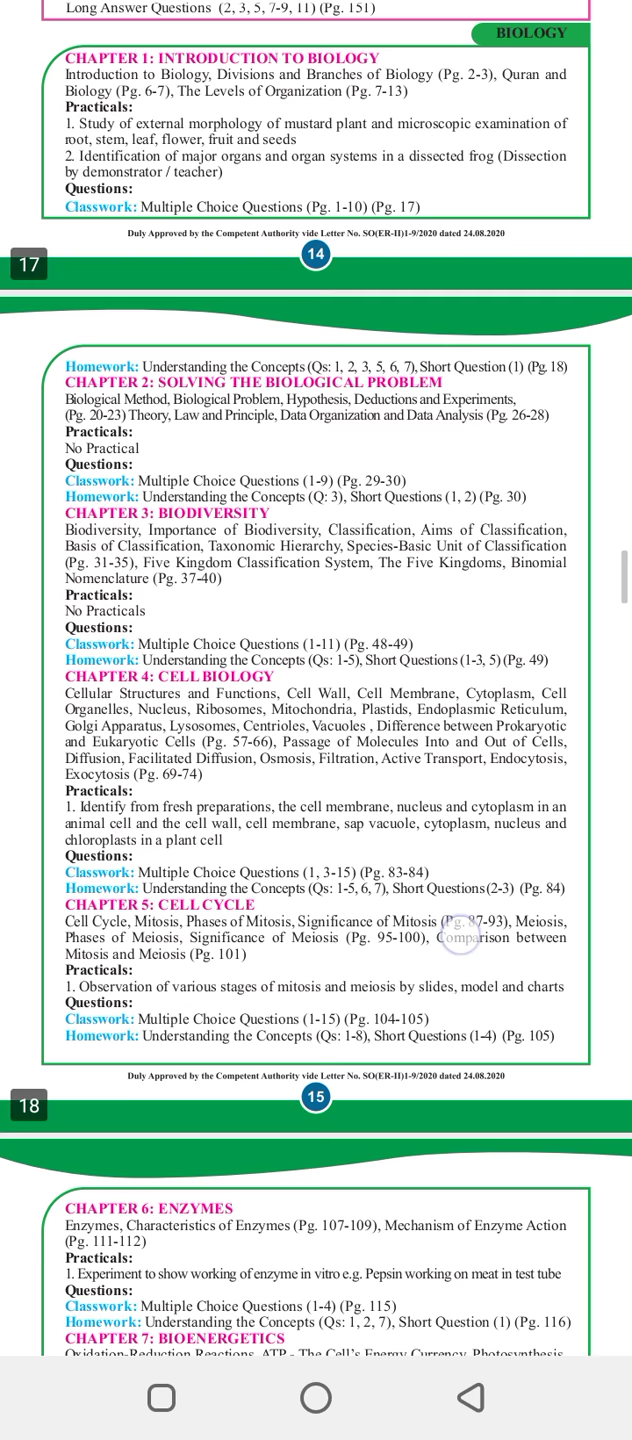 Long Answer Questions (2, 3, 5, 7-9, 11) (Pg. 151)
BIOLOGY
CHAPTER 1: INTRODUCTION TO BIOLOGY
Introduction to Biology, Divisions and Branches of Biology (Pg. 2-3), Quran and
Biology (Pg. 6-7), The Levels of Organization (Pg. 7-13)
Practicals:
1. Study of external morphology of mustard plant and microscopic examination of
root, stem, leaf, flower, fruit and seeds
2. Identification of major organs and organ systems in a dissected frog (Dissection
by demonstrator / teacher)
Questions:
Classwork: Multiple Choice Questions (Pg. 1-10) (Pg. 17)
Duly Approved by the Competent Authority vide Letter No. SO(ER-II)1-9/2020 dated 24.08.2020
14
17
Homework: Understanding the Concepts (Qs: 1, 2, 3, 5, 6, 7), Short Question (1) (Pg. 18)
CHAPTER 2: SOLVING THE BIOLOGICAL PROBLEM
Biological Method, Biological Problem, Hypothesis, Deductions and Experiments,
(Pg. 20-23) Theory, Law and Principle, Data Organization and Data Analysis (Pg. 26-28)
Practicals:
No Practical
Questions:
Classwork: Multiple Choice Questions (1-9) (Pg. 29-30)
Homework: Understanding the Concepts (Q: 3), Short Questions (1, 2) (Pg. 30)
CHAPTER 3: BIODIVERSITY
Biodiversity, Importance of Biodiversity, Classification, Aims of Classification,
Basis of Classification, Taxonomic Hierarchy, Species-Basic Unit of Classification
(Pg. 31-35), Five Kingdom Classification System, The Five Kingdoms, Binomial
Nomenclature (Pg. 37-40)
Practicals:
No Practicals
Questions:
Classwork: Multiple Choice Questions (1-11) (Pg. 48-49)
Homework: Understanding the Concepts (Qs: 1-5), Short Questions (1-3, 5) (Pg. 49)
CHAPTER 4: CELL BIOLOGY
Cellular Structures and Functions, Cell Wall, Cell Membrane, Cytoplasm, Cell
Organelles, Nucleus, Ribosomes, Mitochondria, Plastids, Endoplasmic Reticulum,
Golgi Apparatus, Lysosomes, Centrioles, Vacuoles , Difference between Prokaryotic
and Eukaryotic Cells (Pg. 57-66), Passage of Molecules Into and Out of Cells,
Diffusion, Facilitated Diffusion, Osmosis, Filtration, Active Transport, Endocytosis,
Exocytosis (Pg. 69-74)
Practicals:
1. Identify from fresh preparations, the cell membrane, nucleus and cytoplasm in an
animal cell and the cell wall, cell membrane, sap vacuole, cytoplasm, nucleus and
chloroplasts in a plant cell
Questions:
Classwork: Multiple Choice Questions (1, 3-15) (Pg. 83-84)
Homework: Understanding the Concepts (Qs: 1-5, 6, 7), Short Questions (2-3) (Pg. 84)
CHAPTER 5: CELL CYCLE
Cell Cycle, Mitosis, Phases of Mitosis, Significance of Mitosis (Pg. 87-93), Meiosis,
Phases of Meiosis, Significance of Meiosis (Pg. 95-100), Comparison between
Mitosis and Meiosis (Pg. 101)
Practicals:
1. Observation of various stages of mitosis and meiosis by slides, model and charts
Questions:
Classwork: Multiple Choice Questions (1-15) (Pg. 104-105)
Homework: Understanding the Concepts (Qs: 1-8), Short Questions (1-4) (Pg. 105)
Duly Approved by the Competent Authority vide Letter No. SO(ER-II)1-9/2020 dated 24.08.2020
15
18
CHAPTER 6: ENZYMES
Enzymes, Characteristics of Enzymes (Pg. 107-109), Mechanism of Enzyme Action
(Pg. 111-112)
Practicals:
1. Experiment to show working of enzyme in vitro e.g. Pepsin working on meat in test tube
Questions:
Classwork: Multiple Choice Questions (1-4) (Pg. 115)
Homework: Understanding the Concepts (Qs: 1, 2, 7), Short Question (1) (Pg. 116)
CHAPTER 7: BIOENERGETICS
Oxidation-Reduction Reactions, ATP - The Cell's Energy Currency, Photosynthesis,